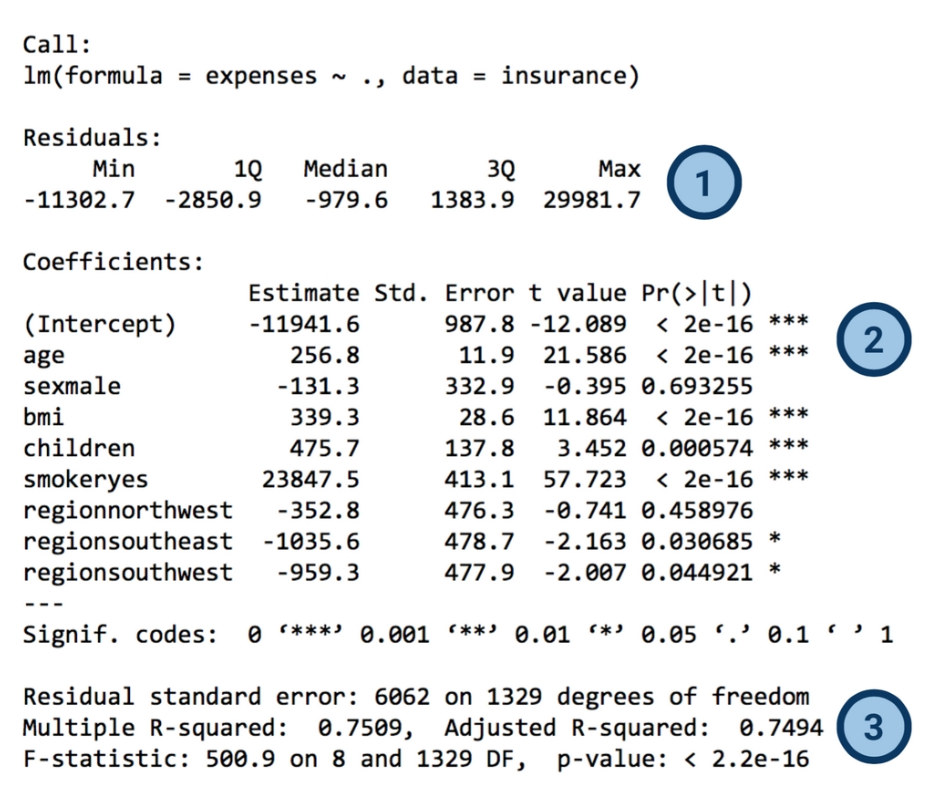 Call:
lm(formula = expenses ~ ., data = insurance)
Residuals:
Min 1Q Median 3Q Max
-11302.7 -2850.9 -979.6 1383.9 29981.7
1
Coefficients:
Estimate Std. Error t value Pr(>|t|)
(Intercept) -11941.6 987.8 -12.089 < 2e-16 ***
2
age 256.8 11.9 21.586 < 2e-16 ***
sexmale -131.3 332.9 -0.395 0.693255
bmi 339.3 28.6 11.864 < 2e-16 ***
children 475.7 137.8 3.452 0.000574 ***
smokeryes 23847.5 413.1 57.723 < 2e-16 ***
regionnorthwest -352.8 476.3 -0.741 0.458976
regionsoutheast -1035.6 478.7 -2.163 0.030685 *
regionsouthwest -959.3 477.9 -2.007 0.044921 *
---
Signif. codes: 0 ‘***’ 0.001 ‘**’ 0.01 ‘*’ 0.05 ‘.’ 0.1 ‘ ’ 1
Residual standard error: 6062 on 1329 degrees of freedom
Multiple R-squared: 0.7509, Adjusted R-squared: 0.7494
3
F-statistic: 500.9 on 8 and 1329 DF, p-value: < 2.2e-16